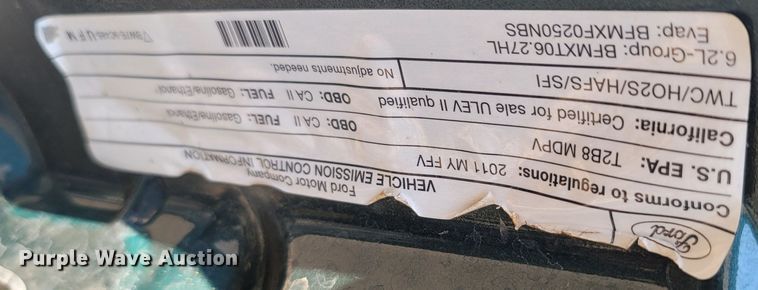 Ford
Ford Motor Company
VEHICLE EMISSION CONTROL INFORMATION
Conforms to regulations: 2011 MY FFV
U.S. EPA: T2B8 MDPV OBD: CA II FUEL: Gasoline/Ethanol
California: Certified for sale ULEV II qualified OBD: CA II FUEL: Gasoline/Ethanol
TWC/HO2S/HAFS/SFI No adjustments needed.
6.2L-Group: BFMXT06.27HL
Evap: BFMXF0250NBS
Purple Wave Auction